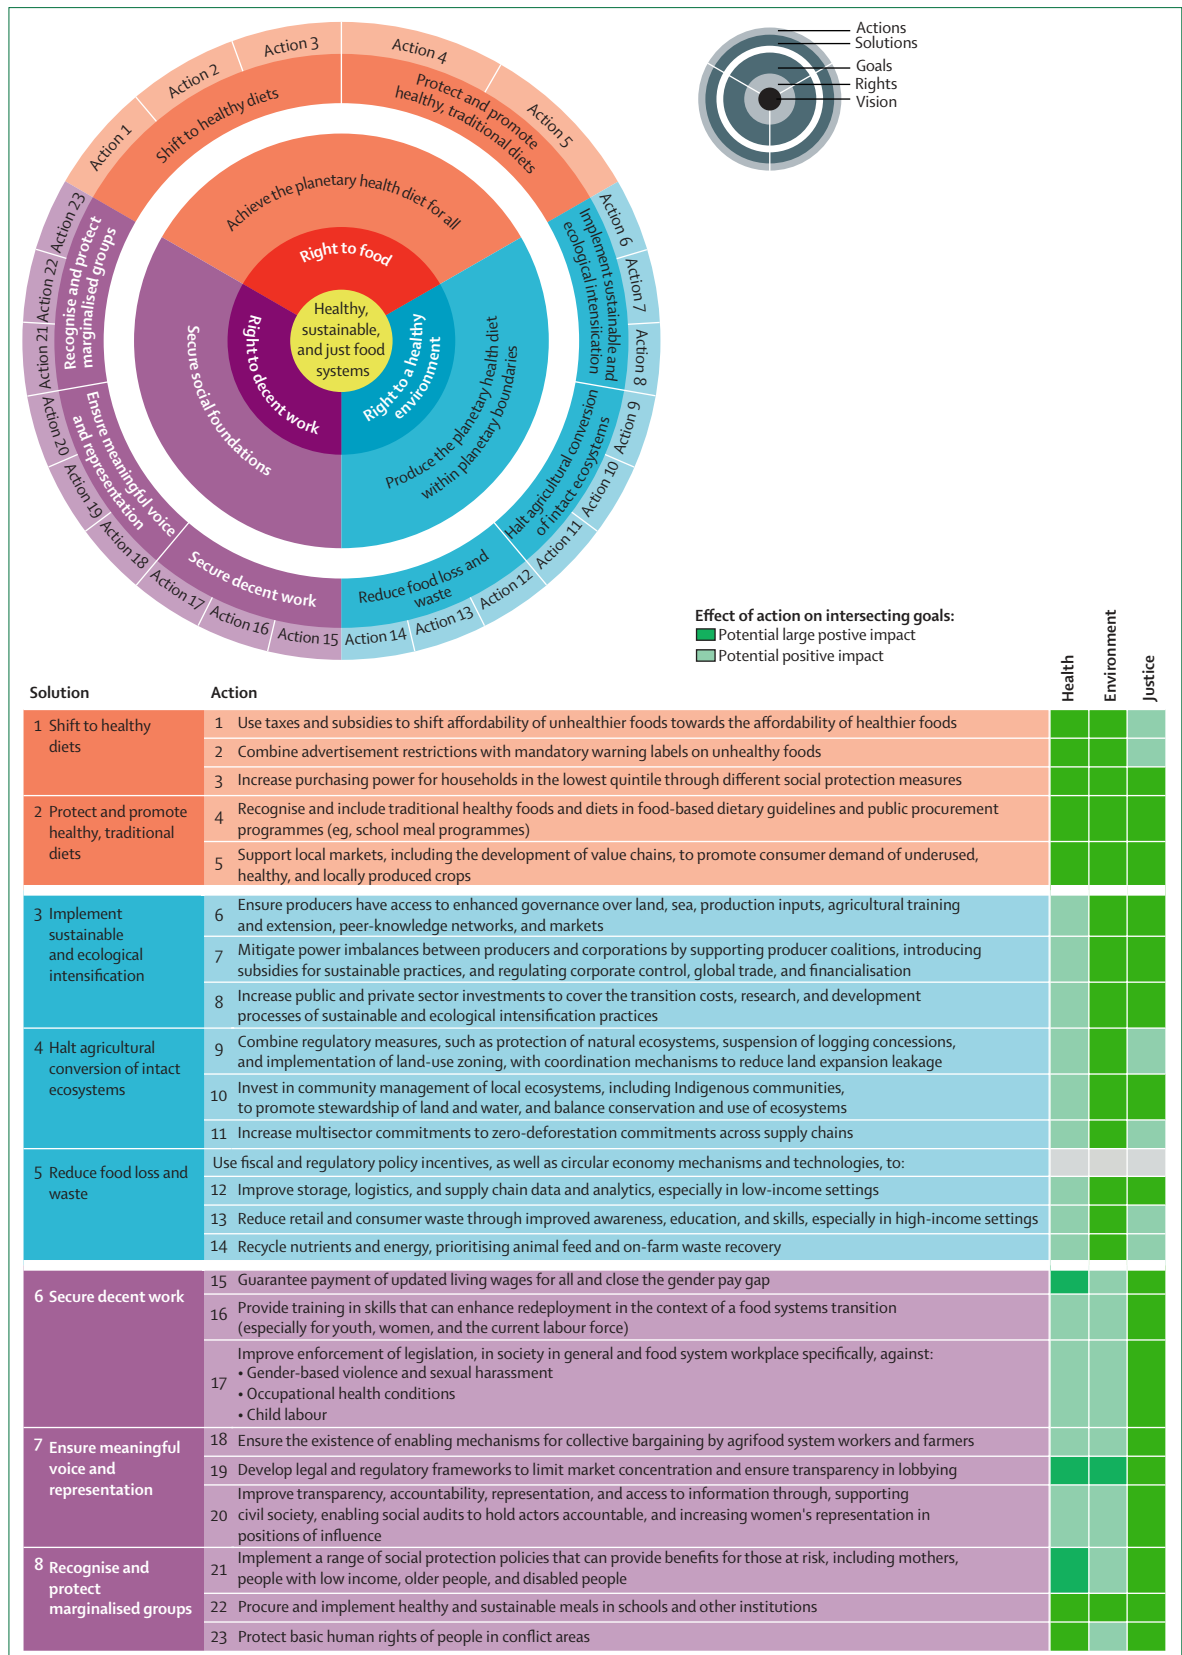 Action 1
Action 2
Action 3
Action 4
Action 5
Action 6
Action 7
Action 8
Action 9
Action 10
Action 11
Action 12
Action 13
Action 14
Action 15
Action 16
Action 17
Action 18
Action 19
Action 20
Action 21
Action 22
Action 23
Shift to healthy diets
Protect and promote
healthy, traditional diets
Implement sustainable and
ecological intensiication
Halt agricultural conversion
of intact ecosystems
Reduce food loss and
waste
Secure decent work
Ensure meaningful voice
and representation
Recognise and protect
marginalised groups
Achieve the planetary health diet for all
Produce the planetary health diet
within planetary boundaries
Secure social foundations
Right to food
Right to a healthy
environment
Right to decent work
Healthy,
sustainable,
and just food
systems
Actions
Solutions
Goals
Rights
Vision
Effect of action on intersecting goals:
Potential large postive impact
Potential positive impact
Health
Environment
Justice
Solution
Action
1 Shift to healthy
diets
1 Use taxes and subsidies to shift affordability of unhealthier foods towards the affordability of healthier foods
2 Combine advertisement restrictions with mandatory warning labels on unhealthy foods
3 Increase purchasing power for households in the lowest quintile through different social protection measures
2 Protect and promote
healthy, traditional
diets
4 Recognise and include traditional healthy foods and diets in food-based dietary guidelines and public procurement
programmes (eg, school meal programmes)
5 Support local markets, including the development of value chains, to promote consumer demand of underused,
healthy, and locally produced crops
3 Implement
sustainable
and ecological
intensification
6 Ensure producers have access to enhanced governance over land, sea, production inputs, agricultural training
and extension, peer-knowledge networks, and markets
7 Mitigate power imbalances between producers and corporations by supporting producer coalitions, introducing
subsidies for sustainable practices, and regulating corporate control, global trade, and financialisation
8 Increase public and private sector investments to cover the transition costs, research, and development
processes of sustainable and ecological intensification practices
4 Halt agricultural
conversion of intact
ecosystems
9 Combine regulatory measures, such as protection of natural ecosystems, suspension of logging concessions,
and implementation of land-use zoning, with coordination mechanisms to reduce land expansion leakage
10 Invest in community management of local ecosystems, including Indigenous communities,
to promote stewardship of land and water, and balance conservation and use of ecosystems
11 Increase multisector commitments to zero-deforestation commitments across supply chains
5 Reduce food loss and
waste
Use fiscal and regulatory policy incentives, as well as circular economy mechanisms and technologies, to:
12 Improve storage, logistics, and supply chain data and analytics, especially in low-income settings
13 Reduce retail and consumer waste through improved awareness, education, and skills, especially in high-income settings
14 Recycle nutrients and energy, prioritising animal feed and on-farm waste recovery
6 Secure decent work
15 Guarantee payment of updated living wages for all and close the gender pay gap
16 Provide training in skills that can enhance redeployment in the context of a food systems transition
(especially for youth, women, and the current labour force)
17 Improve enforcement of legislation, in society in general and food system workplace specifically, against:
• Gender-based violence and sexual harassment
• Occupational health conditions
• Child labour
7 Ensure meaningful
voice and
representation
18 Ensure the existence of enabling mechanisms for collective bargaining by agrifood system workers and farmers
19 Develop legal and regulatory frameworks to limit market concentration and ensure transparency in lobbying
20 Improve transparency, accountability, representation, and access to information through, supporting
civil society, enabling social audits to hold actors accountable, and increasing women's representation in
positions of influence
8 Recognise and
protect
marginalised groups
21 Implement a range of social protection policies that can provide benefits for those at risk, including mothers,
people with low income, older people, and disabled people
22 Procure and implement healthy and sustainable meals in schools and other institutions
23 Protect basic human rights of people in conflict areas